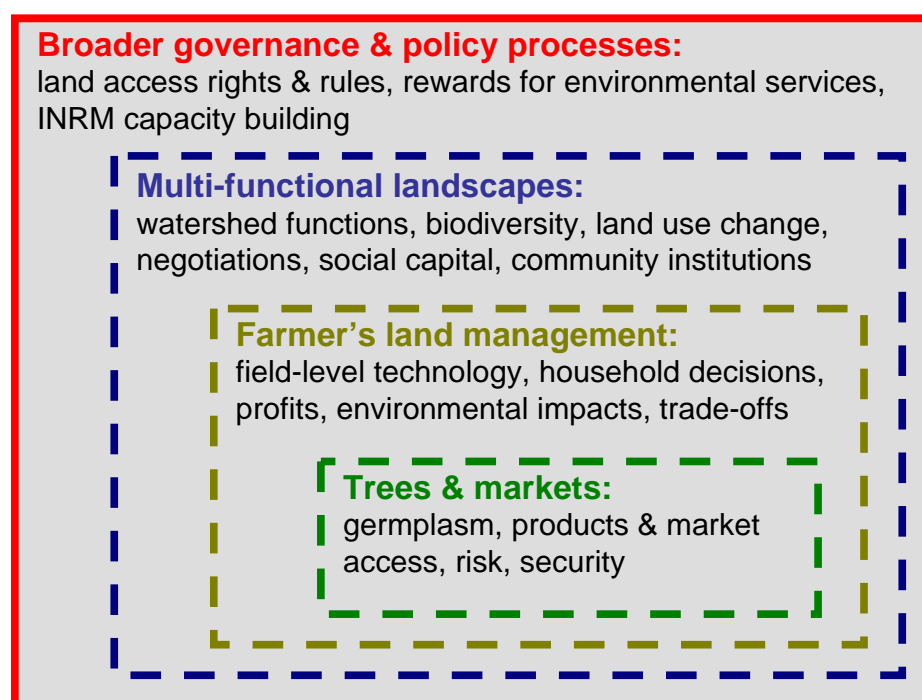 Broader governance & policy processes:
land access rights & rules, rewards for environmental services,
INRM capacity building
Multi-functional landscapes:
watershed functions, biodiversity, land use change,
negotiations, social capital, community institutions
Farmer’s land management:
field-level technology, household decisions,
profits, environmental impacts, trade-offs
Trees & markets:
germplasm, products & market
access, risk, security